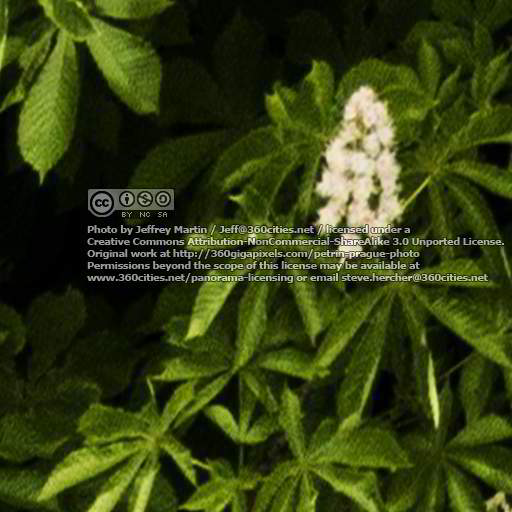 cc BY NC SA
Photo by Jeffrey Martin / Jeff@360cities.net / licensed under a
Creative Commons Attribution-NonCommercial-ShareAlike 3.0 Unported License.
Original work at http://360gigapixels.com/petrin-prague-photo
Permissions beyond the scope of this license may be available at
www.360cities.net/panorama-licensing or email steve.hercher@360cities.net